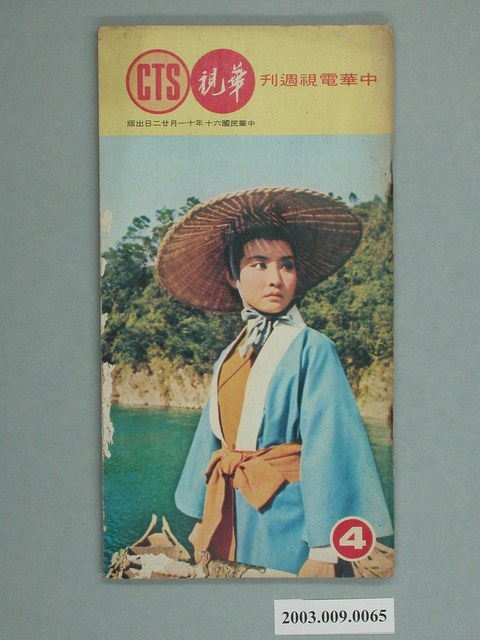 CTS
華視
中華電視週刊
中華民國六十年十一月廿二日出版
4
2003.009.0065